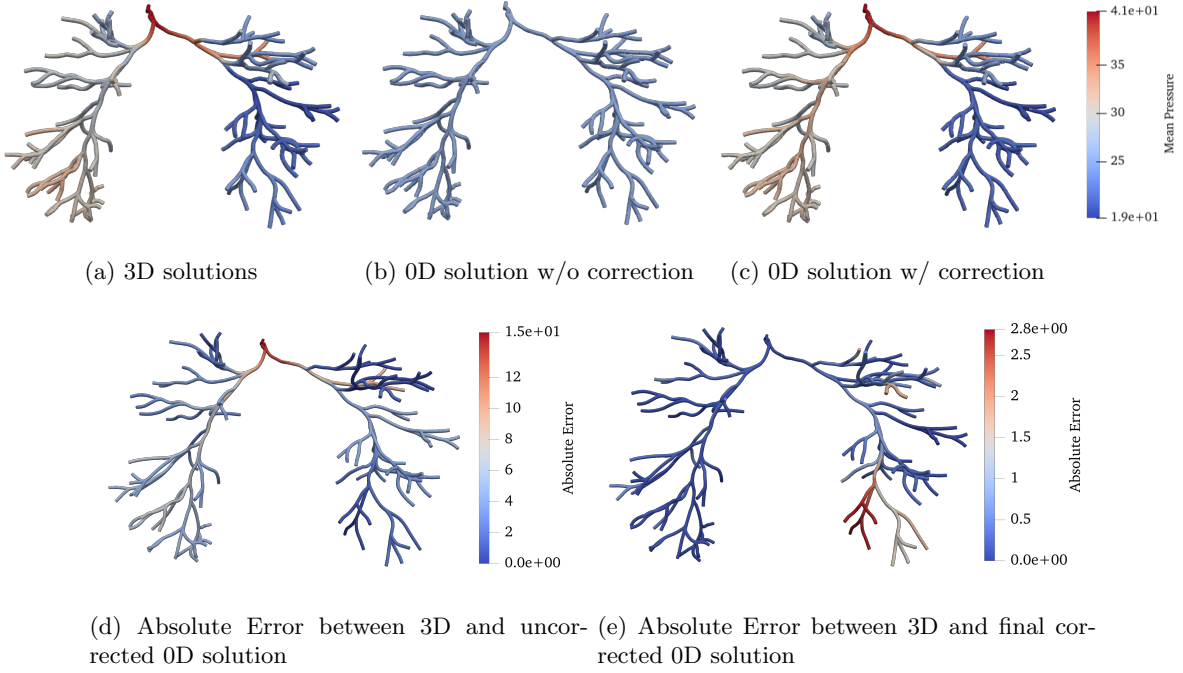 4.1e+01
35
30
25
1.9e+01
Mean Pressure
(a) 3D solutions
(b) 0D solution w/o correction
(c) 0D solution w/ correction
1.5e+01
12
10
8
6
4
2
0.0e+00
Absolute Error
2.8e+00
2.5
2
1.5
1
0.5
0.0e+00
Absolute Error
(d) Absolute Error between 3D and uncor-
rected 0D solution
(e) Absolute Error between 3D and final cor-
rected 0D solution